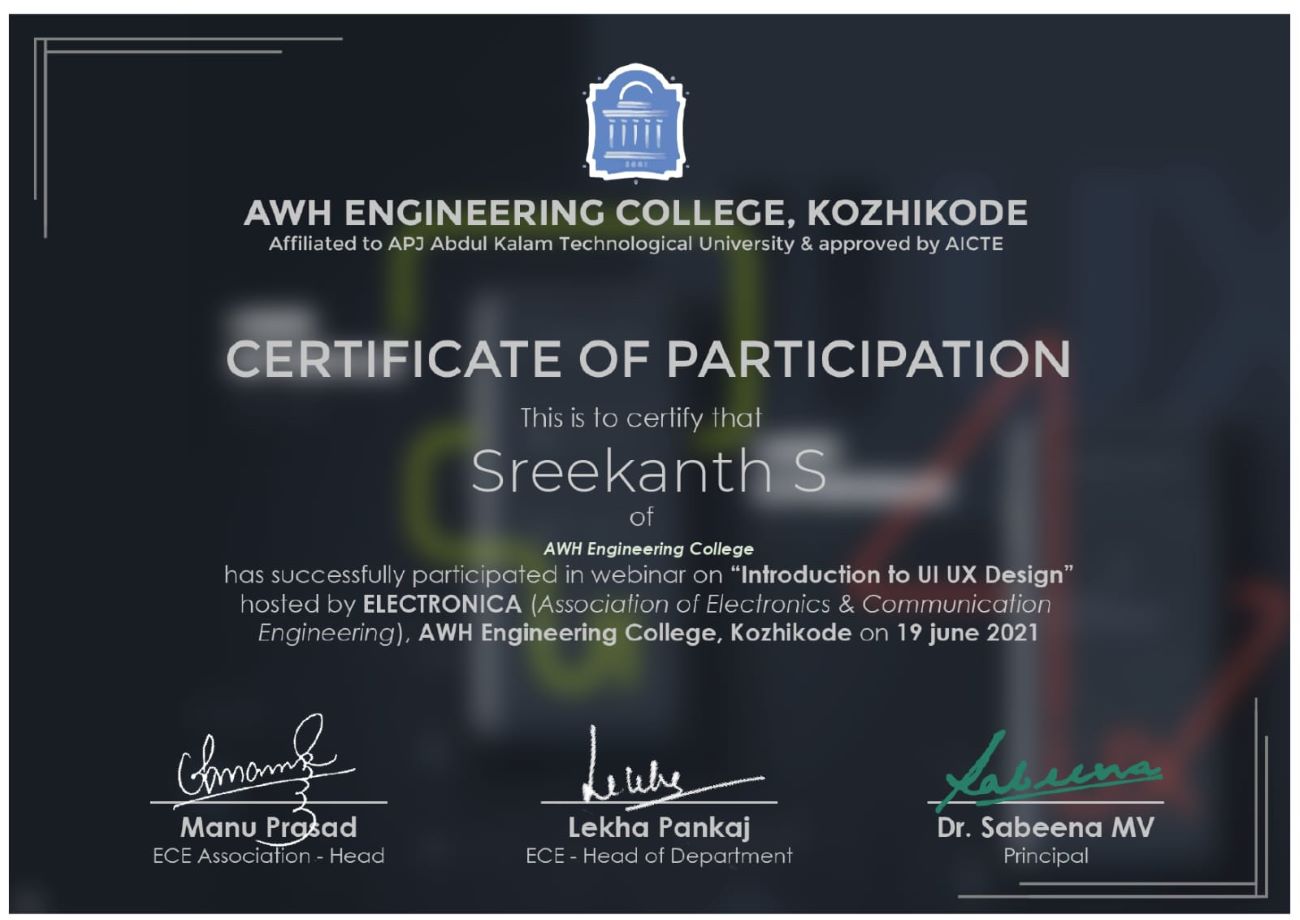 AWH ENGINEERING COLLEGE, KOZHIKODE
Affiliated to APJ Abdul Kalam Technological University & approved by AICTE
CERTIFICATE OF PARTICIPATION
This is to certify that
Sreekanth S
of
AWH Engineering College
has successfully participated in webinar on “Introduction to UI UX Design”
hosted by ELECTRONICA (Association of Electronics & Communication
Engineering), AWH Engineering College, Kozhikode on 19 june 2021
Lekha
Sabeena
Manu Prasad
Lekha Pankaj
Dr. Sabeena MV
ECE Association - Head
ECE - Head of Department
Principal